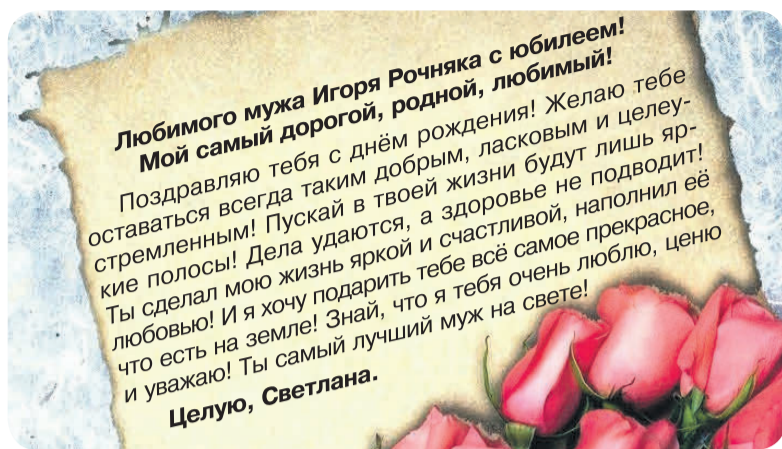 Любимого мужа Игоря Рочняка с юбилеем!
Мой самый дорогой, родной, любимый!
Поздравляю тебя с днём рождения! Желаю тебе
оставаться всегда таким добрым, ласковым и целеу-
стремленным! Пускай в твоей жизни будут лишь яр-
кие полосы! Дела удаются, а здоровье не подводит!
Ты сделал мою жизнь яркой и счастливой, наполнил её
любовью! И я хочу подарить тебе всё самое прекрасное,
что есть на земле! Знай, что я тебя очень люблю, ценю
и уважаю! Ты самый лучший муж на свете!
Целую, Светлана.